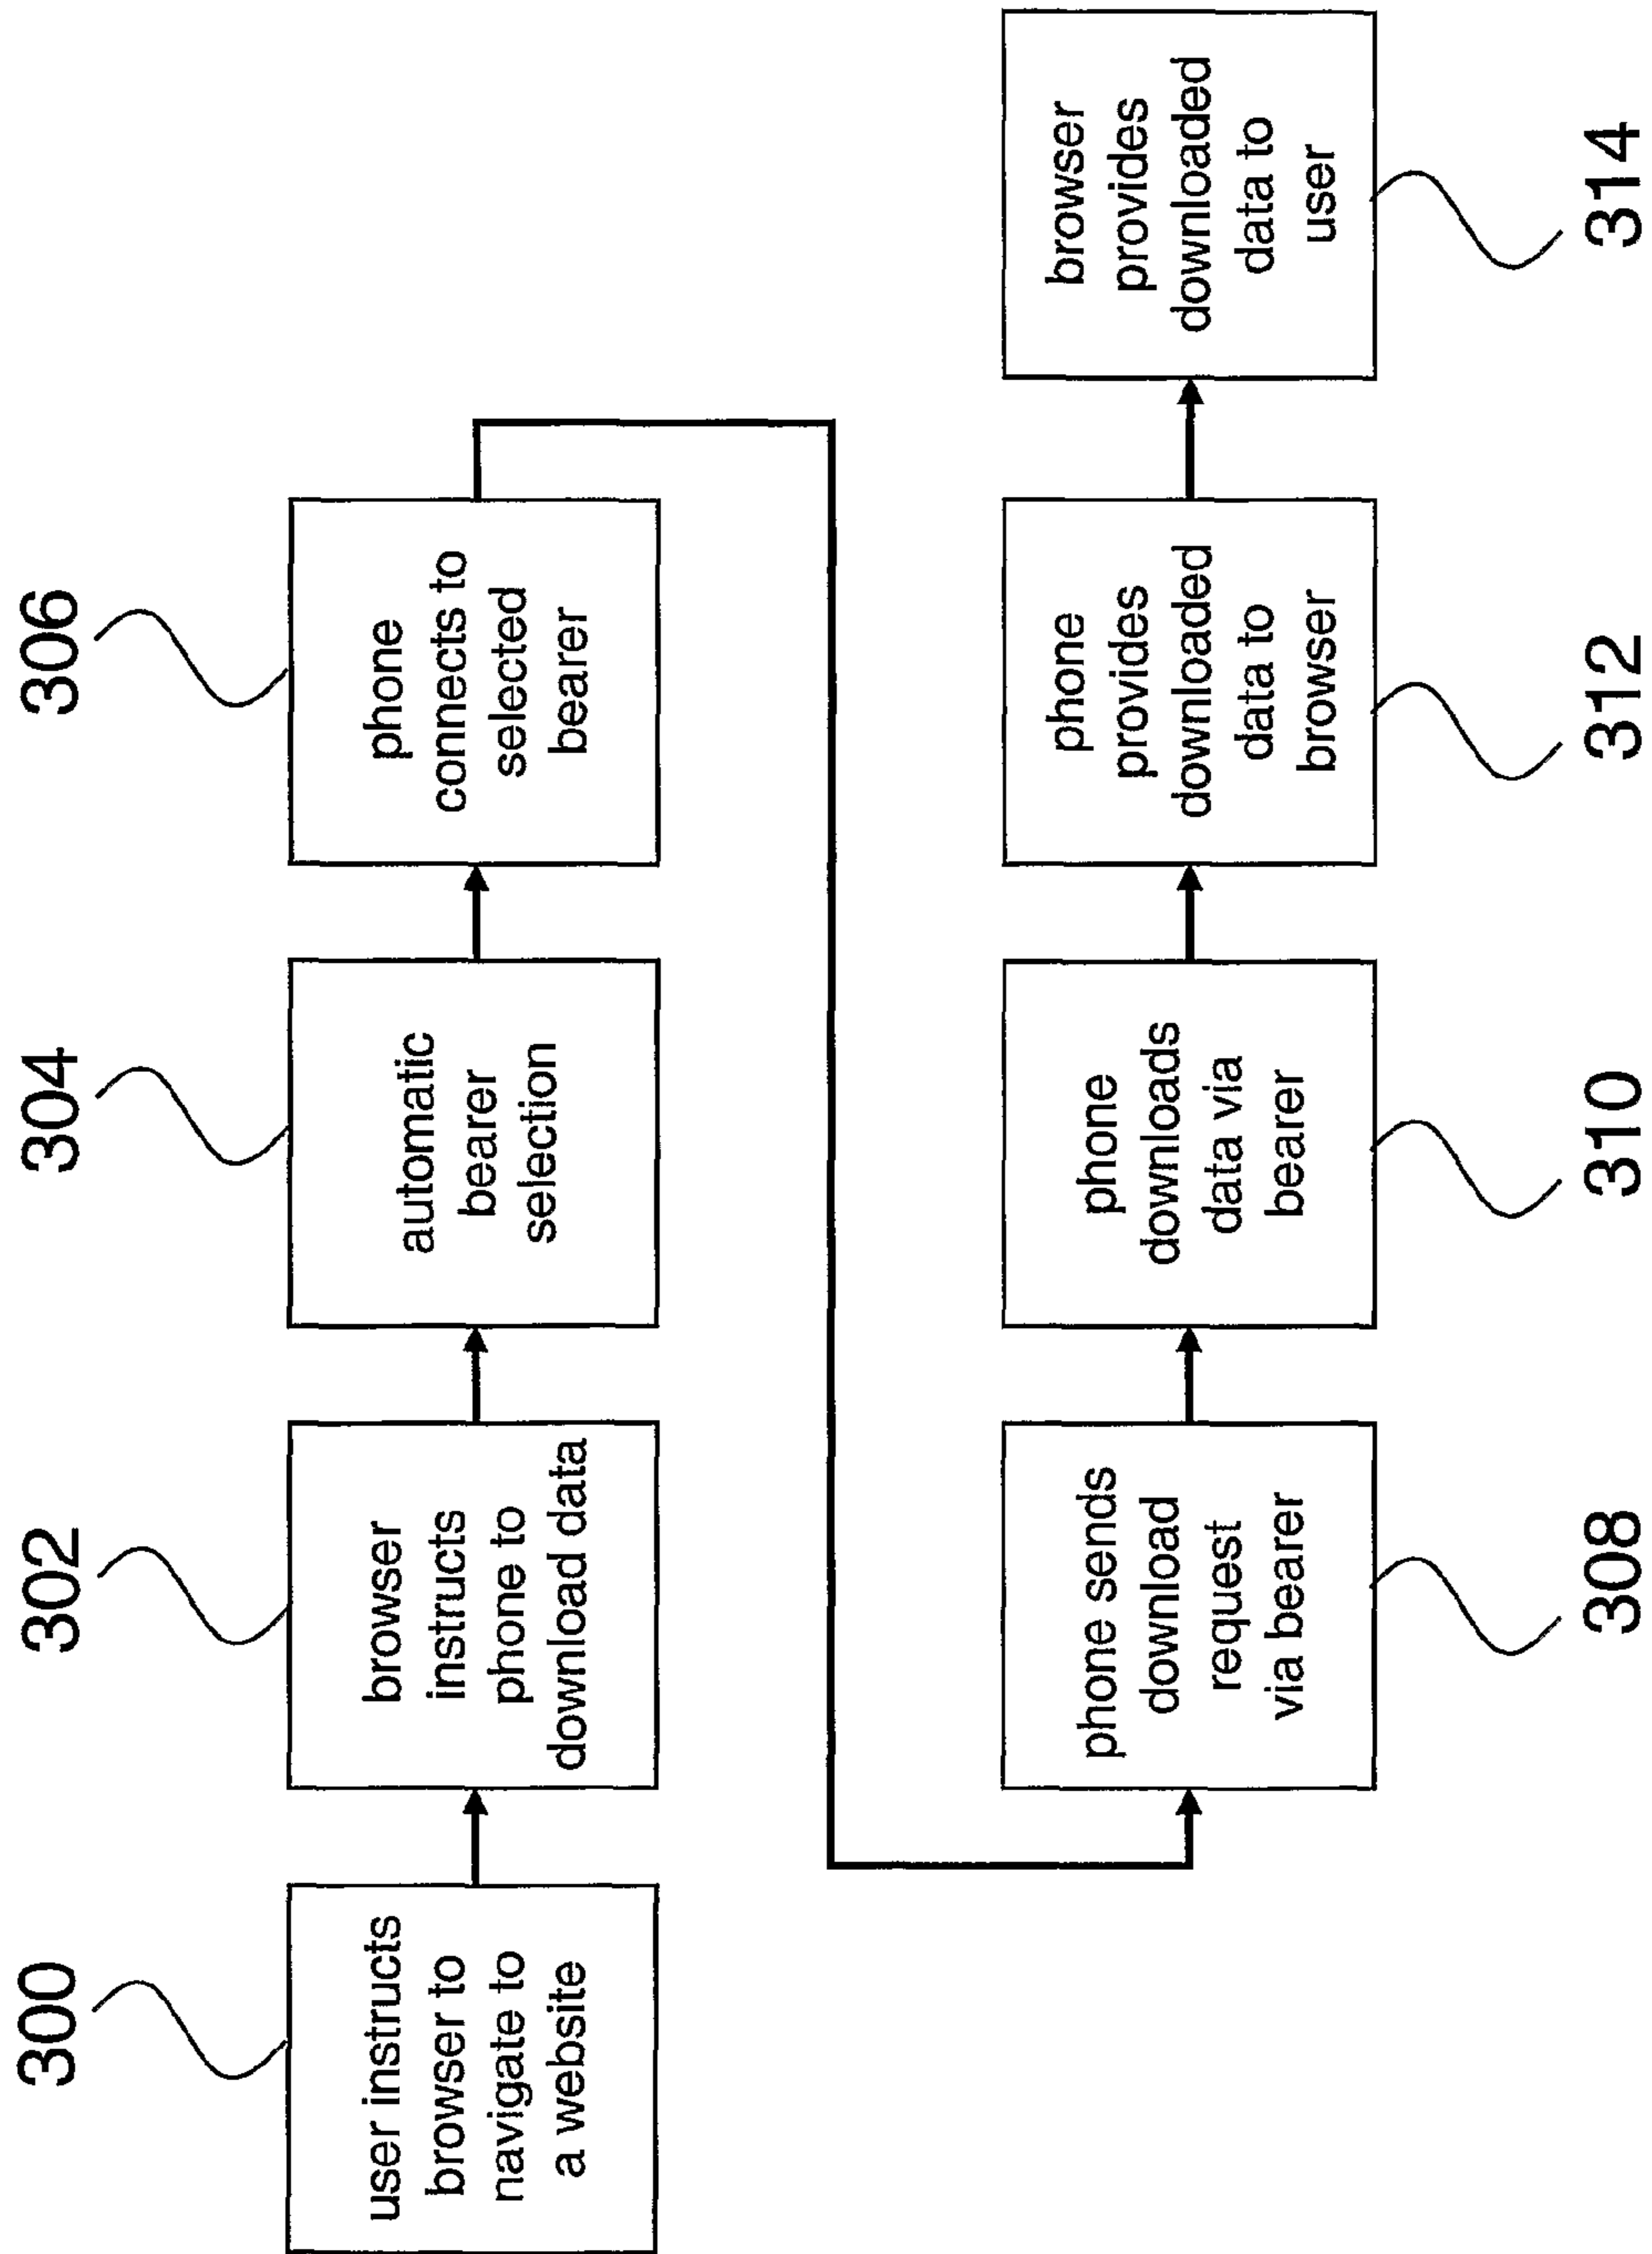 300
user instructs
browser to
navigate to
a website
302
browser
instructs
phone to
download data
304
automatic
bearer
selection
306
phone
connects to
selected
bearer
phone sends
download
request
via bearer
308
phone
downloads
data via
bearer
310
phone
provides
downloaded
data to
browser
312
browser
provides
downloaded
data to
user
314